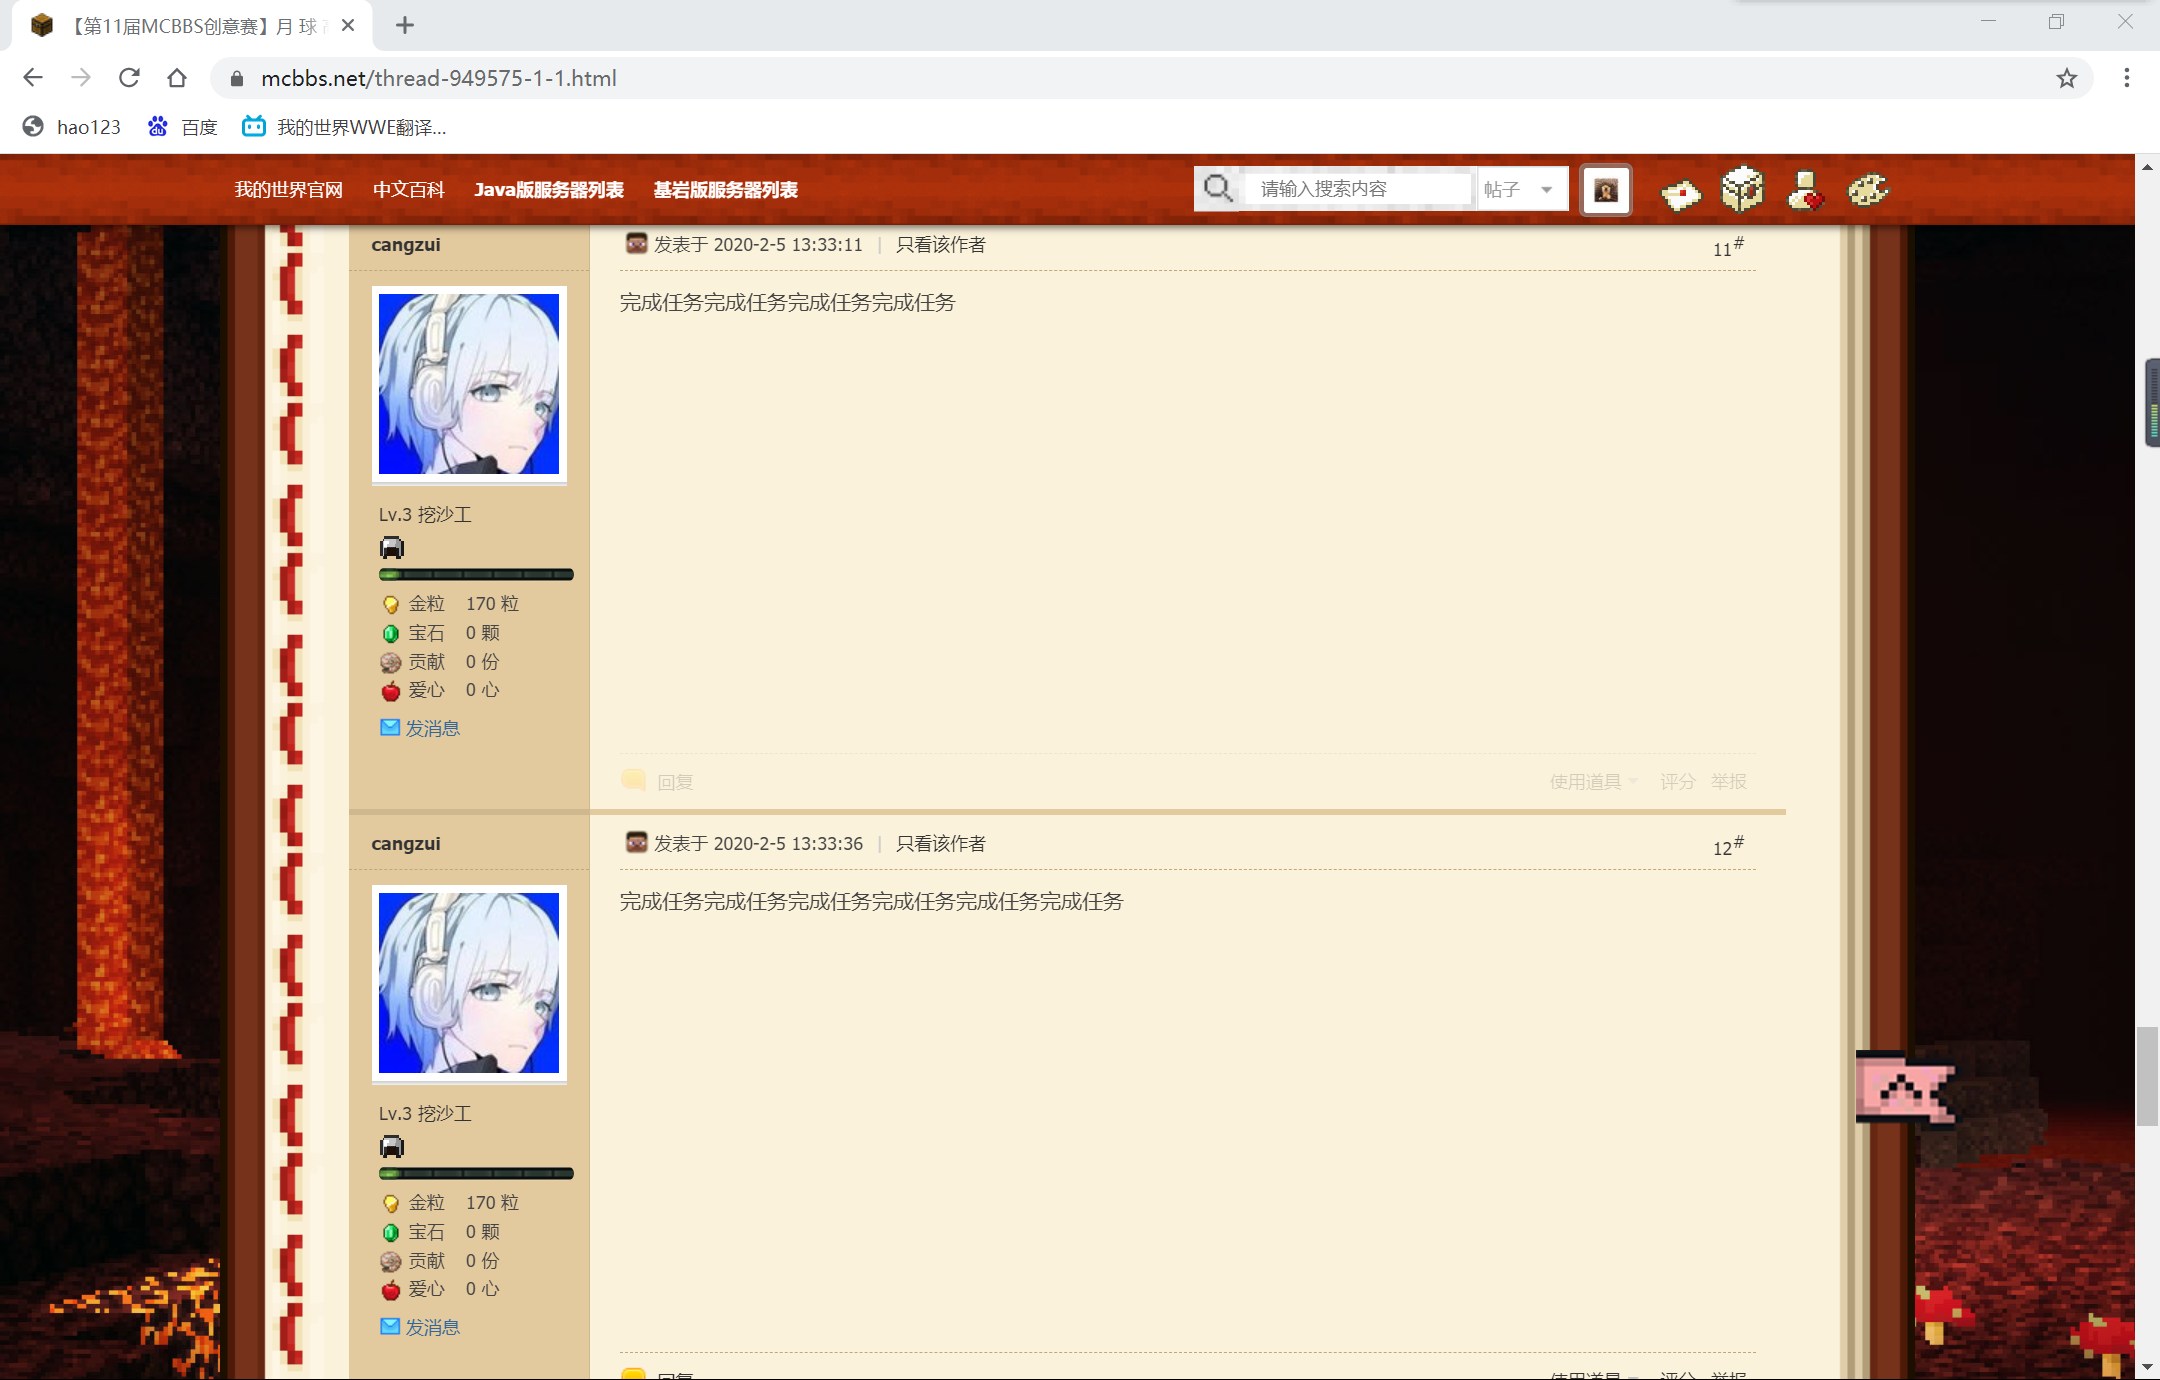 【第11届MCBBS创意赛】月 球
mcbbs.net/thread-949575-1-1.html
hao123 百度 我的世界WWE翻译...
我的世界官网 中文百科 Java版服务器列表 基岩版服务器列表 请输入搜索内容 帖子
cangzui 发表于 2020-2-5 13:33:11 | 只看该作者 11#
完成任务完成任务完成任务完成任务
Lv.3 挖沙工
金粒 170 粒
宝石 0 颗
贡献 0 份
爱心 0 心
发消息
回复 使用道具 评分 举报
cangzui 发表于 2020-2-5 13:33:36 | 只看该作者 12#
完成任务完成任务完成任务完成任务完成任务完成任务
Lv.3 挖沙工
金粒 170 粒
宝石 0 颗
贡献 0 份
爱心 0 心
发消息
回复 使用道具 评分 举报